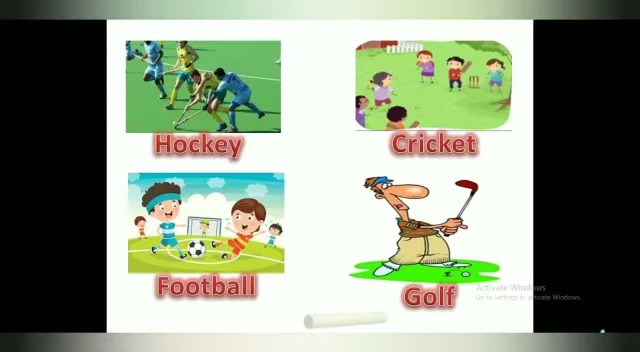 Hockey
Cricket
Football
Golf
Activate Windows
Go to Settings to activate Windows.